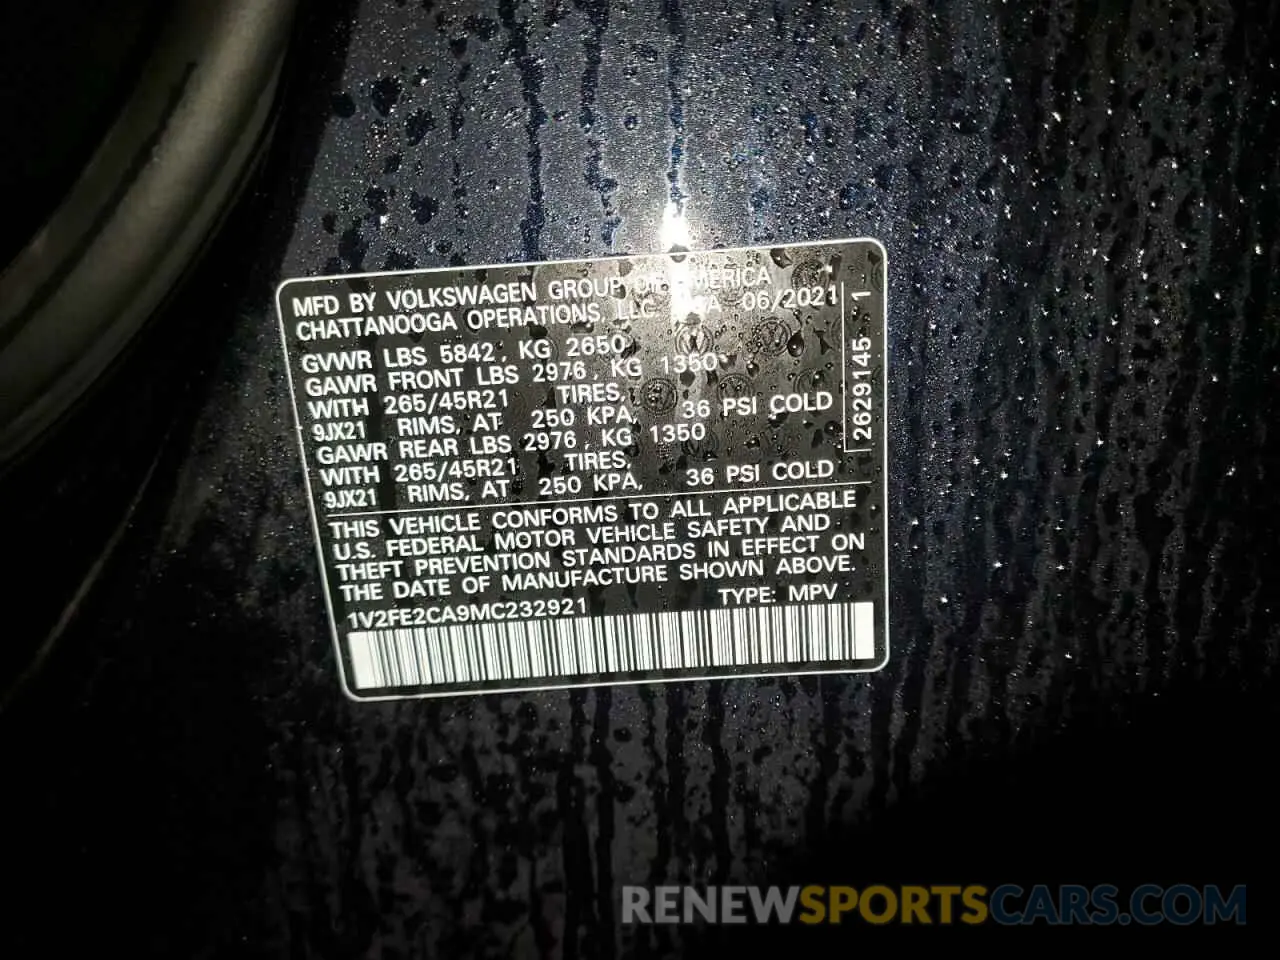 MFD BY VOLKSWAGEN GROUP OF AMERICA
CHATTANOOGA OPERATIONS, LLC 06/2021
GVWR LBS 5842, KG 2650
GAWR FRONT LBS 2976, KG 1350
WITH 265/45R21 TIRES,
9JX21 RIMS, AT 250 KPA, 36 PSI COLD
GAWR REAR LBS 2976, KG 1350
WITH 265/45R21 TIRES,
9JX21 RIMS, AT 250 KPA, 36 PSI COLD
2629145 1
THIS VEHICLE CONFORMS TO ALL APPLICABLE
U.S. FEDERAL MOTOR VEHICLE SAFETY AND
THEFT PREVENTION STANDARDS IN EFFECT ON
THE DATE OF MANUFACTURE SHOWN ABOVE.
1V2FE2CA9MC232921 TYPE: MPV
RENEWSPORTSCARS.COM